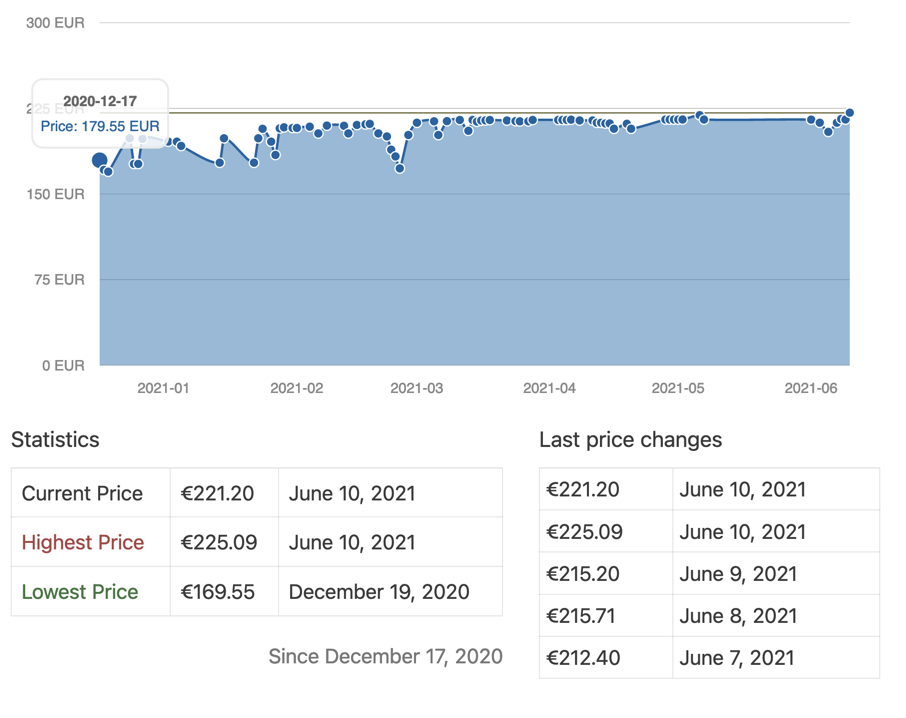 300 EUR
2020-12-17
225 EUR
Price: 179.55 EUR
150 EUR
75 EUR
0 EUR
2021-01 2021-02 2021-03 2021-04 2021-05 2021-06
Statistics
Current Price €221.20 June 10, 2021
Highest Price €225.09 June 10, 2021
Lowest Price €169.55 December 19, 2020
Since December 17, 2020
Last price changes
€221.20 June 10, 2021
€225.09 June 10, 2021
€215.20 June 9, 2021
€215.71 June 8, 2021
€212.40 June 7, 2021